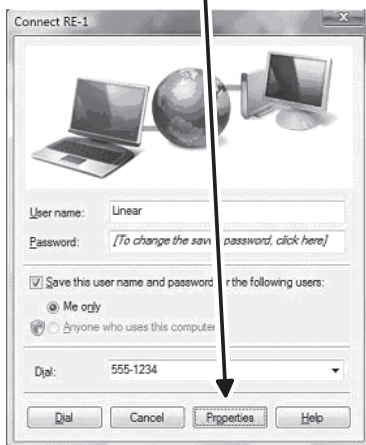 Connect RE-1
User name: Linear
Password: [To change the saved password, click here]
Save this user name and password for the following users:
Me only
Anyone who uses this computer
Dial: 555-1234
Dial Cancel Properties Help